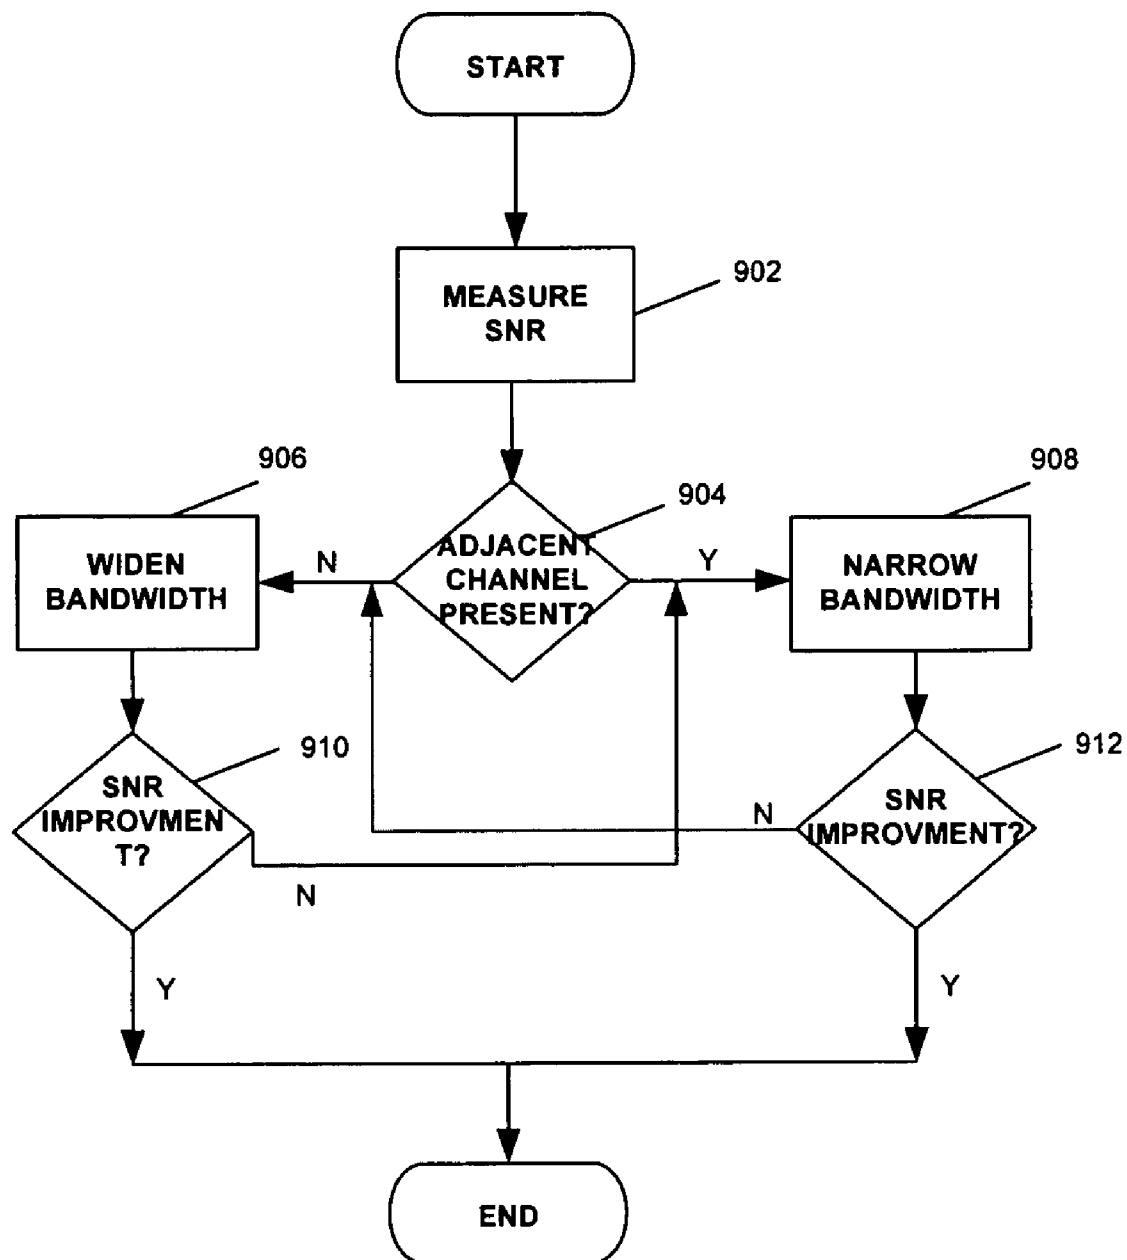 START
MEASURE
SNR
902
906
904
908
WIDEN
BANDWIDTH
N
ADJACENT
CHANNEL
PRESENT?
Y
NARROW
BANDWIDTH
910
912
SNR
IMPROVMEN
T?
N
SNR
IMPROVMENT?
N
Y
Y
END